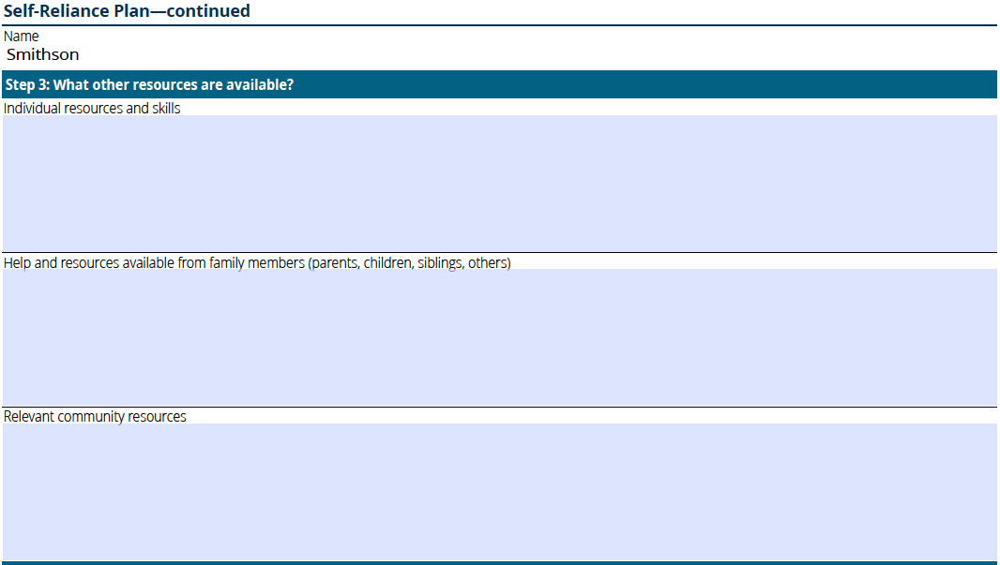 Self-Reliance Plan—continued
Name
Smithson
Step 3: What other resources are available?
Individual resources and skills
Help and resources available from family members (parents, children, siblings, others)
Relevant community resources